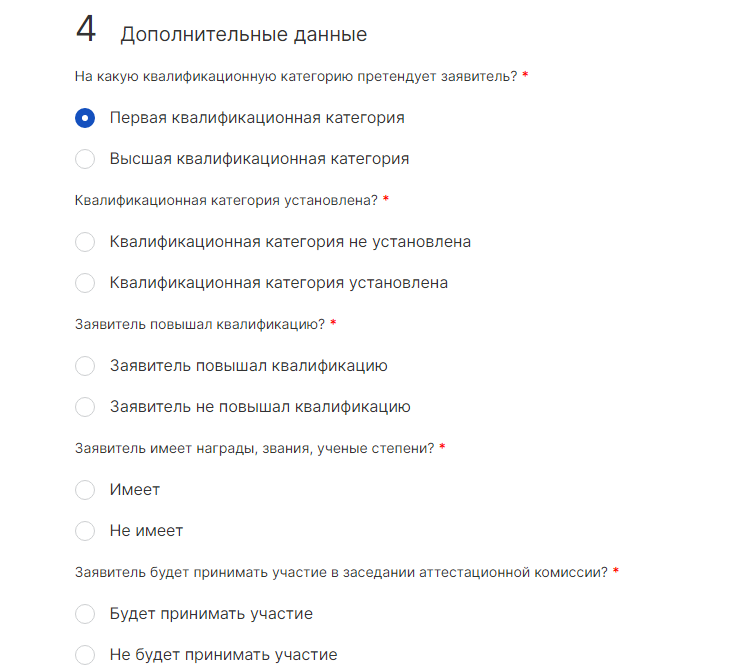 4 Дополнительные данные
На какую квалификационную категорию претендует заявитель? *
Первая квалификационная категория
Высшая квалификационная категория
Квалификационная категория установлена? *
Квалификационная категория не установлена
Квалификационная категория установлена
Заявитель повышал квалификацию? *
Заявитель повышал квалификацию
Заявитель не повышал квалификацию
Заявитель имеет награды, звания, ученые степени? *
Имеет
Не имеет
Заявитель будет принимать участие в заседании аттестационной комиссии? *
Будет принимать участие
Не будет принимать участие